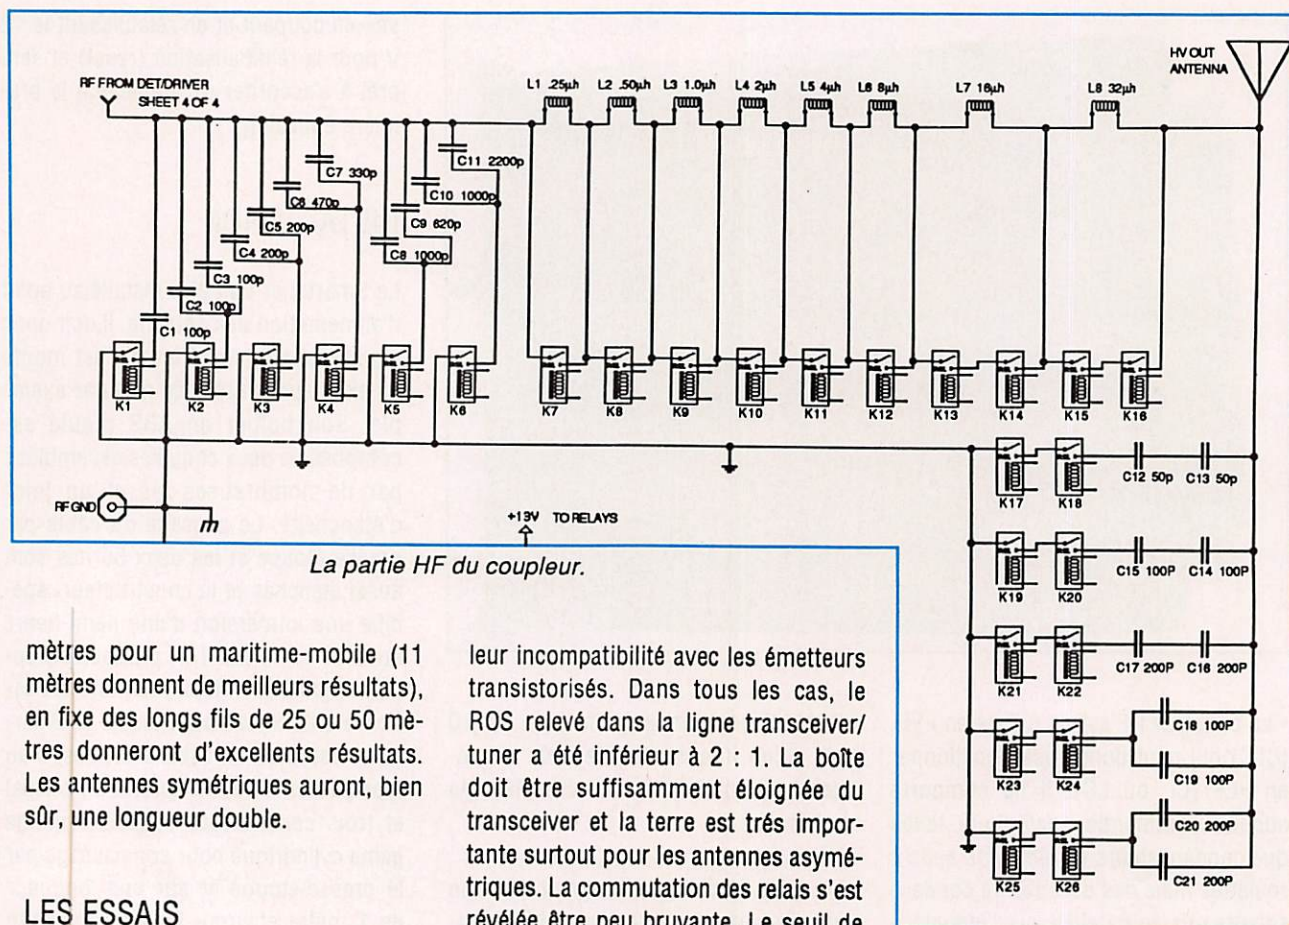 RF FROM DET/DRIVER
SHEET 4 OF 4
L1 .25µh
L2 .50µh
L3 1.0µh
L4 2µh
L5 4µh
L6 8µh
L7 16µh
L8 32µh
HV OUT
ANTENNA
C11 2200p
C7 330p
C10 1000p
C6 470p
C9 820p
C5 200p
C4 200p
C8 1000p
C3 100p
C2 100p
C1 100p
K1
K2
K3
K4
K5
K6
K7
K8
K9
K10
K11
K12
K13
K14
K15
K16
RF GND
+13V TO RELAYS
K17
K18
C12 50p
C13 50p
K19
K20
C15 100P
C14 100P
K21
K22
C17 200P
C16 200P
K23
K24
C18 100P
C19 100P
K25
K26
C20 200P
C21 200P
La partie HF du coupleur.
mètres pour un maritime-mobile (11
mètres donnent de meilleurs résultats),
en fixe des longs fils de 25 ou 50 mè-
tres donneront d'excellents résultats.
Les antennes symétriques auront, bien
sûr, une longueur double.
LES ESSAIS
leur incompatibilité avec les émetteurs
transistorisés. Dans tous les cas, le
ROS relevé dans la ligne transceiver/
tuner a été inférieur à 2 : 1. La boîte
doit être suffisamment éloignée du
transceiver et la terre est trés impor-
tante surtout pour les antennes asymé-
triques. La commutation des relais s'est
révélée être peu bruyante. Le seuil de